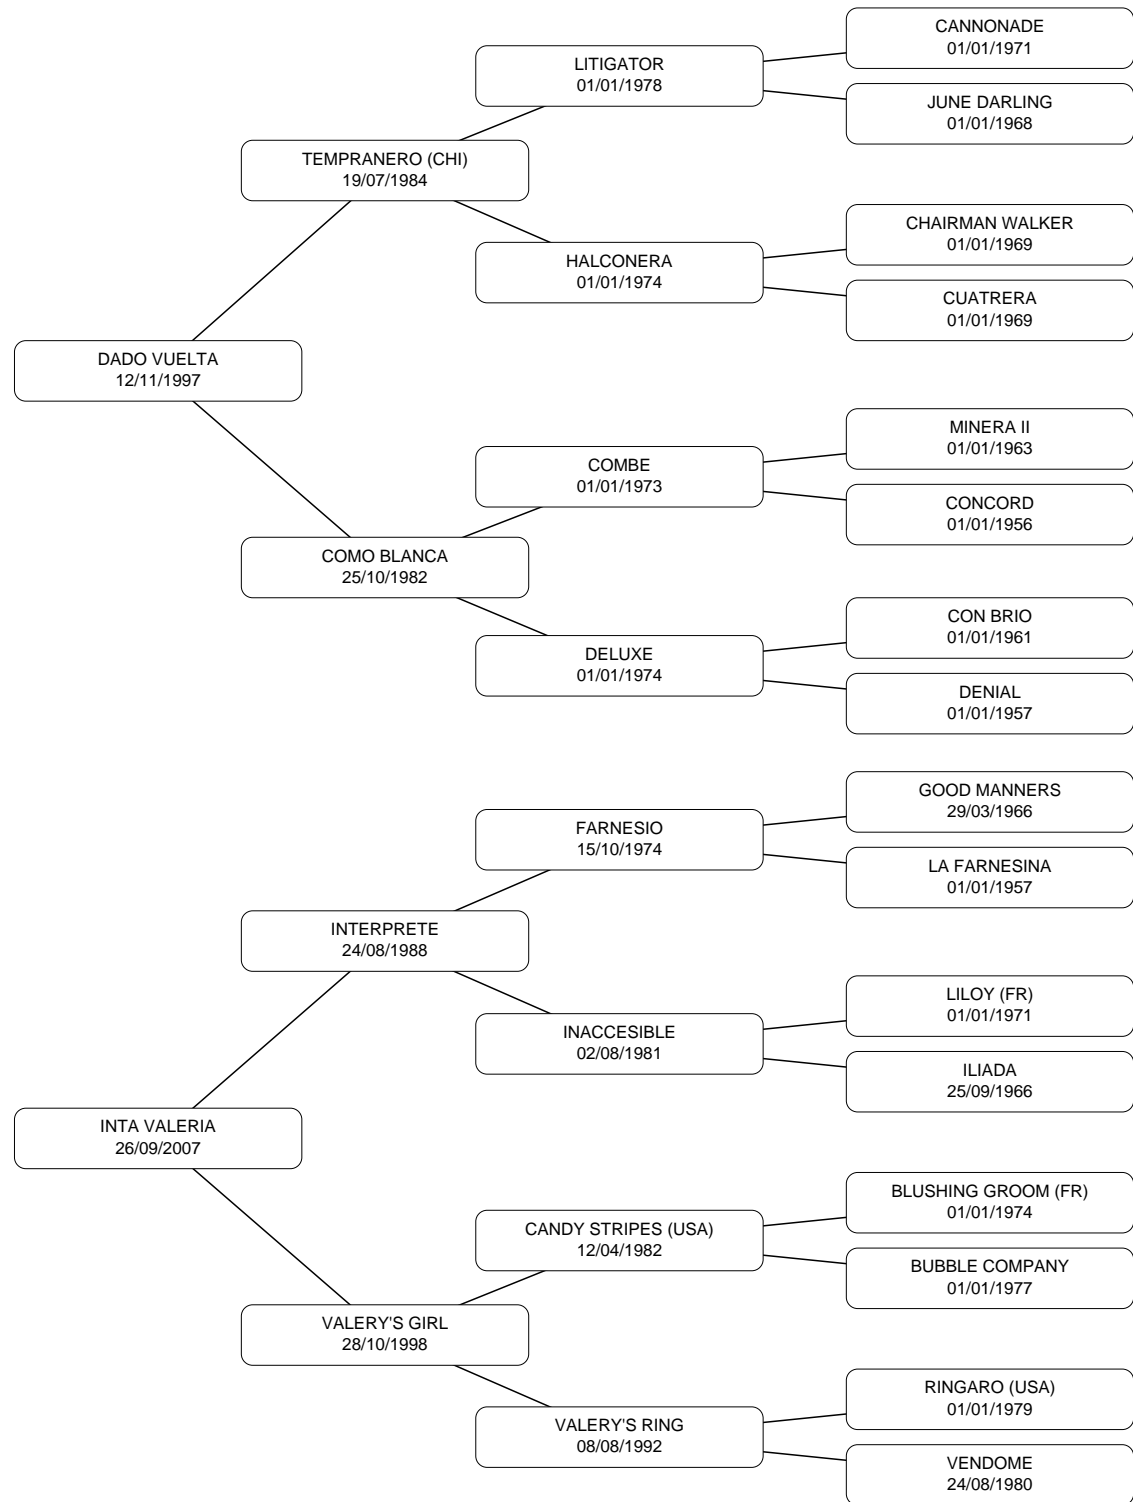 CANNONADE
01/01/1971
LITIGATOR
01/01/1978
JUNE DARLING
01/01/1968
TEMPRANERO (CHI)
19/07/1984
CHAIRMAN WALKER
01/01/1969
HALCONERA
01/01/1974
CUATRERA
01/01/1969
DADO VUELTA
12/11/1997
MINERA II
01/01/1963
COMBE
01/01/1973
CONCORD
01/01/1956
COMO BLANCA
25/10/1982
CON BRIO
01/01/1961
DELUXE
01/01/1974
DENIAL
01/01/1957
GOOD MANNERS
29/03/1966
FARNESIO
15/10/1974
LA FARNESINA
01/01/1957
INTERPRETE
24/08/1988
LILOY (FR)
01/01/1971
INACCESIBLE
02/08/1981
ILIADA
25/09/1966
INTA VALERIA
26/09/2007
BLUSHING GROOM (FR)
01/01/1974
CANDY STRIPES (USA)
12/04/1982
BUBBLE COMPANY
01/01/1977
VALERY'S GIRL
28/10/1998
RINGARO (USA)
01/01/1979
VALERY'S RING
08/08/1992
VENDOME
24/08/1980